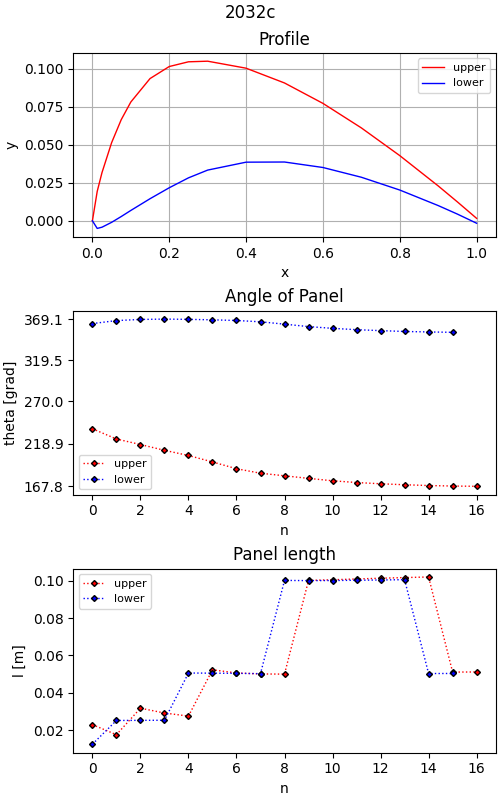 2032c
Profile
0.100
0.075
0.050
0.025
0.000
y
upper
lower
0.0 0.2 0.4 0.6 0.8 1.0
x
Angle of Panel
369.1
319.5
270.0
218.9
167.8
theta [grad]
upper
lower
0 2 4 6 8 10 12 14 16
n
Panel length
0.10
0.08
0.06
0.04
0.02
l [m]
upper
lower
0 2 4 6 8 10 12 14 16
n